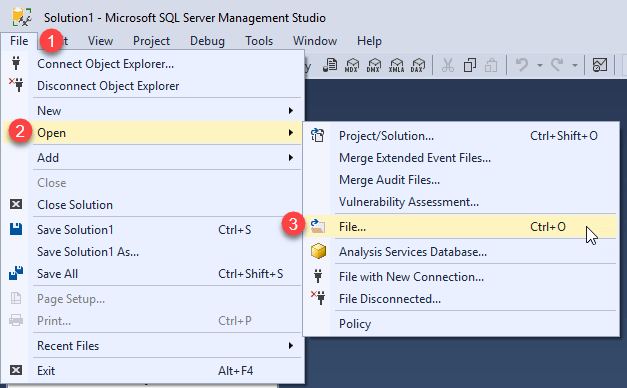 Solution1 - Microsoft SQL Server Management Studio
File 1 View Project Debug Tools Window Help
MDX DMX XMLA DAX
Connect Object Explorer...
Disconnect Object Explorer
New
2 Open
Add
Close
Close Solution
Save Solution1 Ctrl+S
Save Solution1 As...
Save All Ctrl+Shift+S
Page Setup...
Print... Ctrl+P
Recent Files
Exit Alt+F4
Project/Solution... Ctrl+Shift+O
Merge Extended Event Files...
Merge Audit Files...
Vulnerability Assessment...
3 File... Ctrl+O
Analysis Services Database...
File with New Connection...
File Disconnected...
Policy